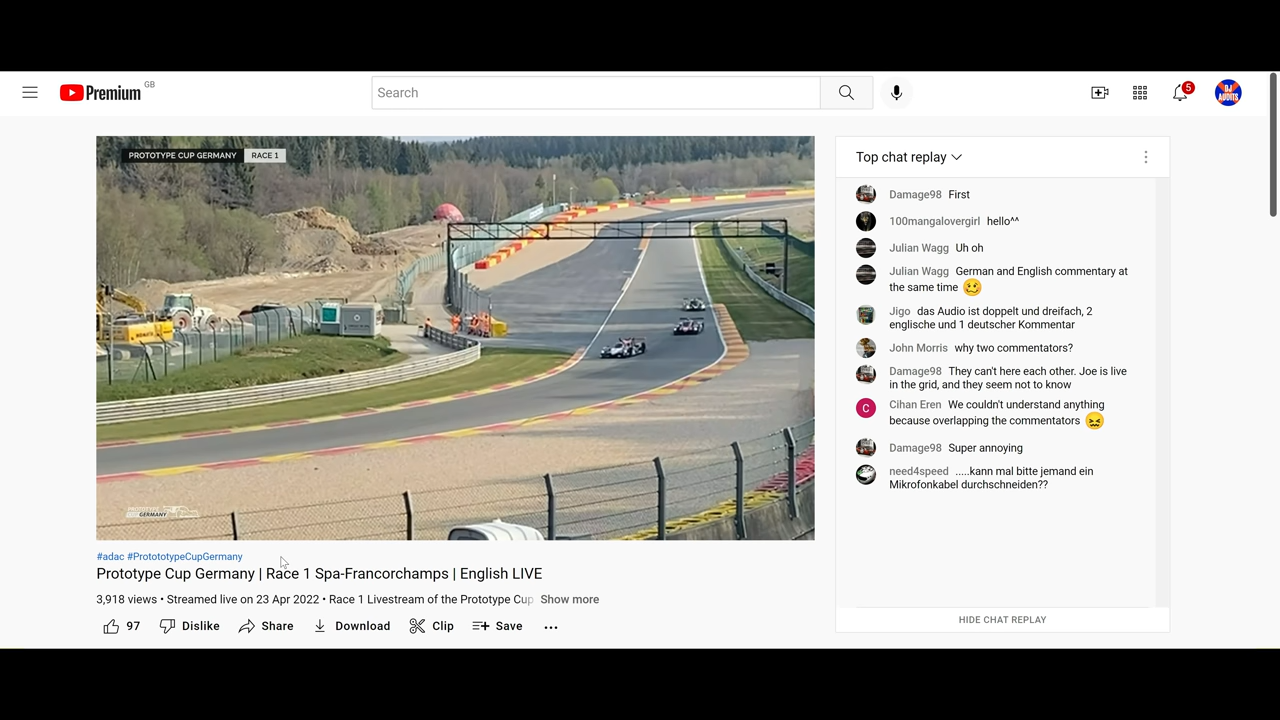 Premium GB
Search
5
DJ
AUDITS
PROTOTYPE CUP GERMANY RACE 1
PROTOTYPE
CUP GERMANY
#adac #PrototypeCupGermany
Prototype Cup Germany | Race 1 Spa-Francorchamps | English LIVE
3,918 views • Streamed live on 23 Apr 2022 • Race 1 Livestream of the Prototype Cup Show more
97 Dislike Share Download Clip Save
Top chat replay
Damage98 First
100mangalovergirl hello^^
Julian Wagg Uh oh
Julian Wagg German and English commentary at
the same time 🥴
Jigo das Audio ist doppelt und dreifach, 2
englische und 1 deutscher Kommentar
John Morris why two commentators?
Damage98 They can't here each other. Joe is live
in the grid, and they seem not to know
C
Cihan Eren We couldn't understand anything
because overlapping the commentators 😖
Damage98 Super annoying
need4speed .....kann mal bitte jemand ein
Mikrofonkabel durchschneiden??
HIDE CHAT REPLAY